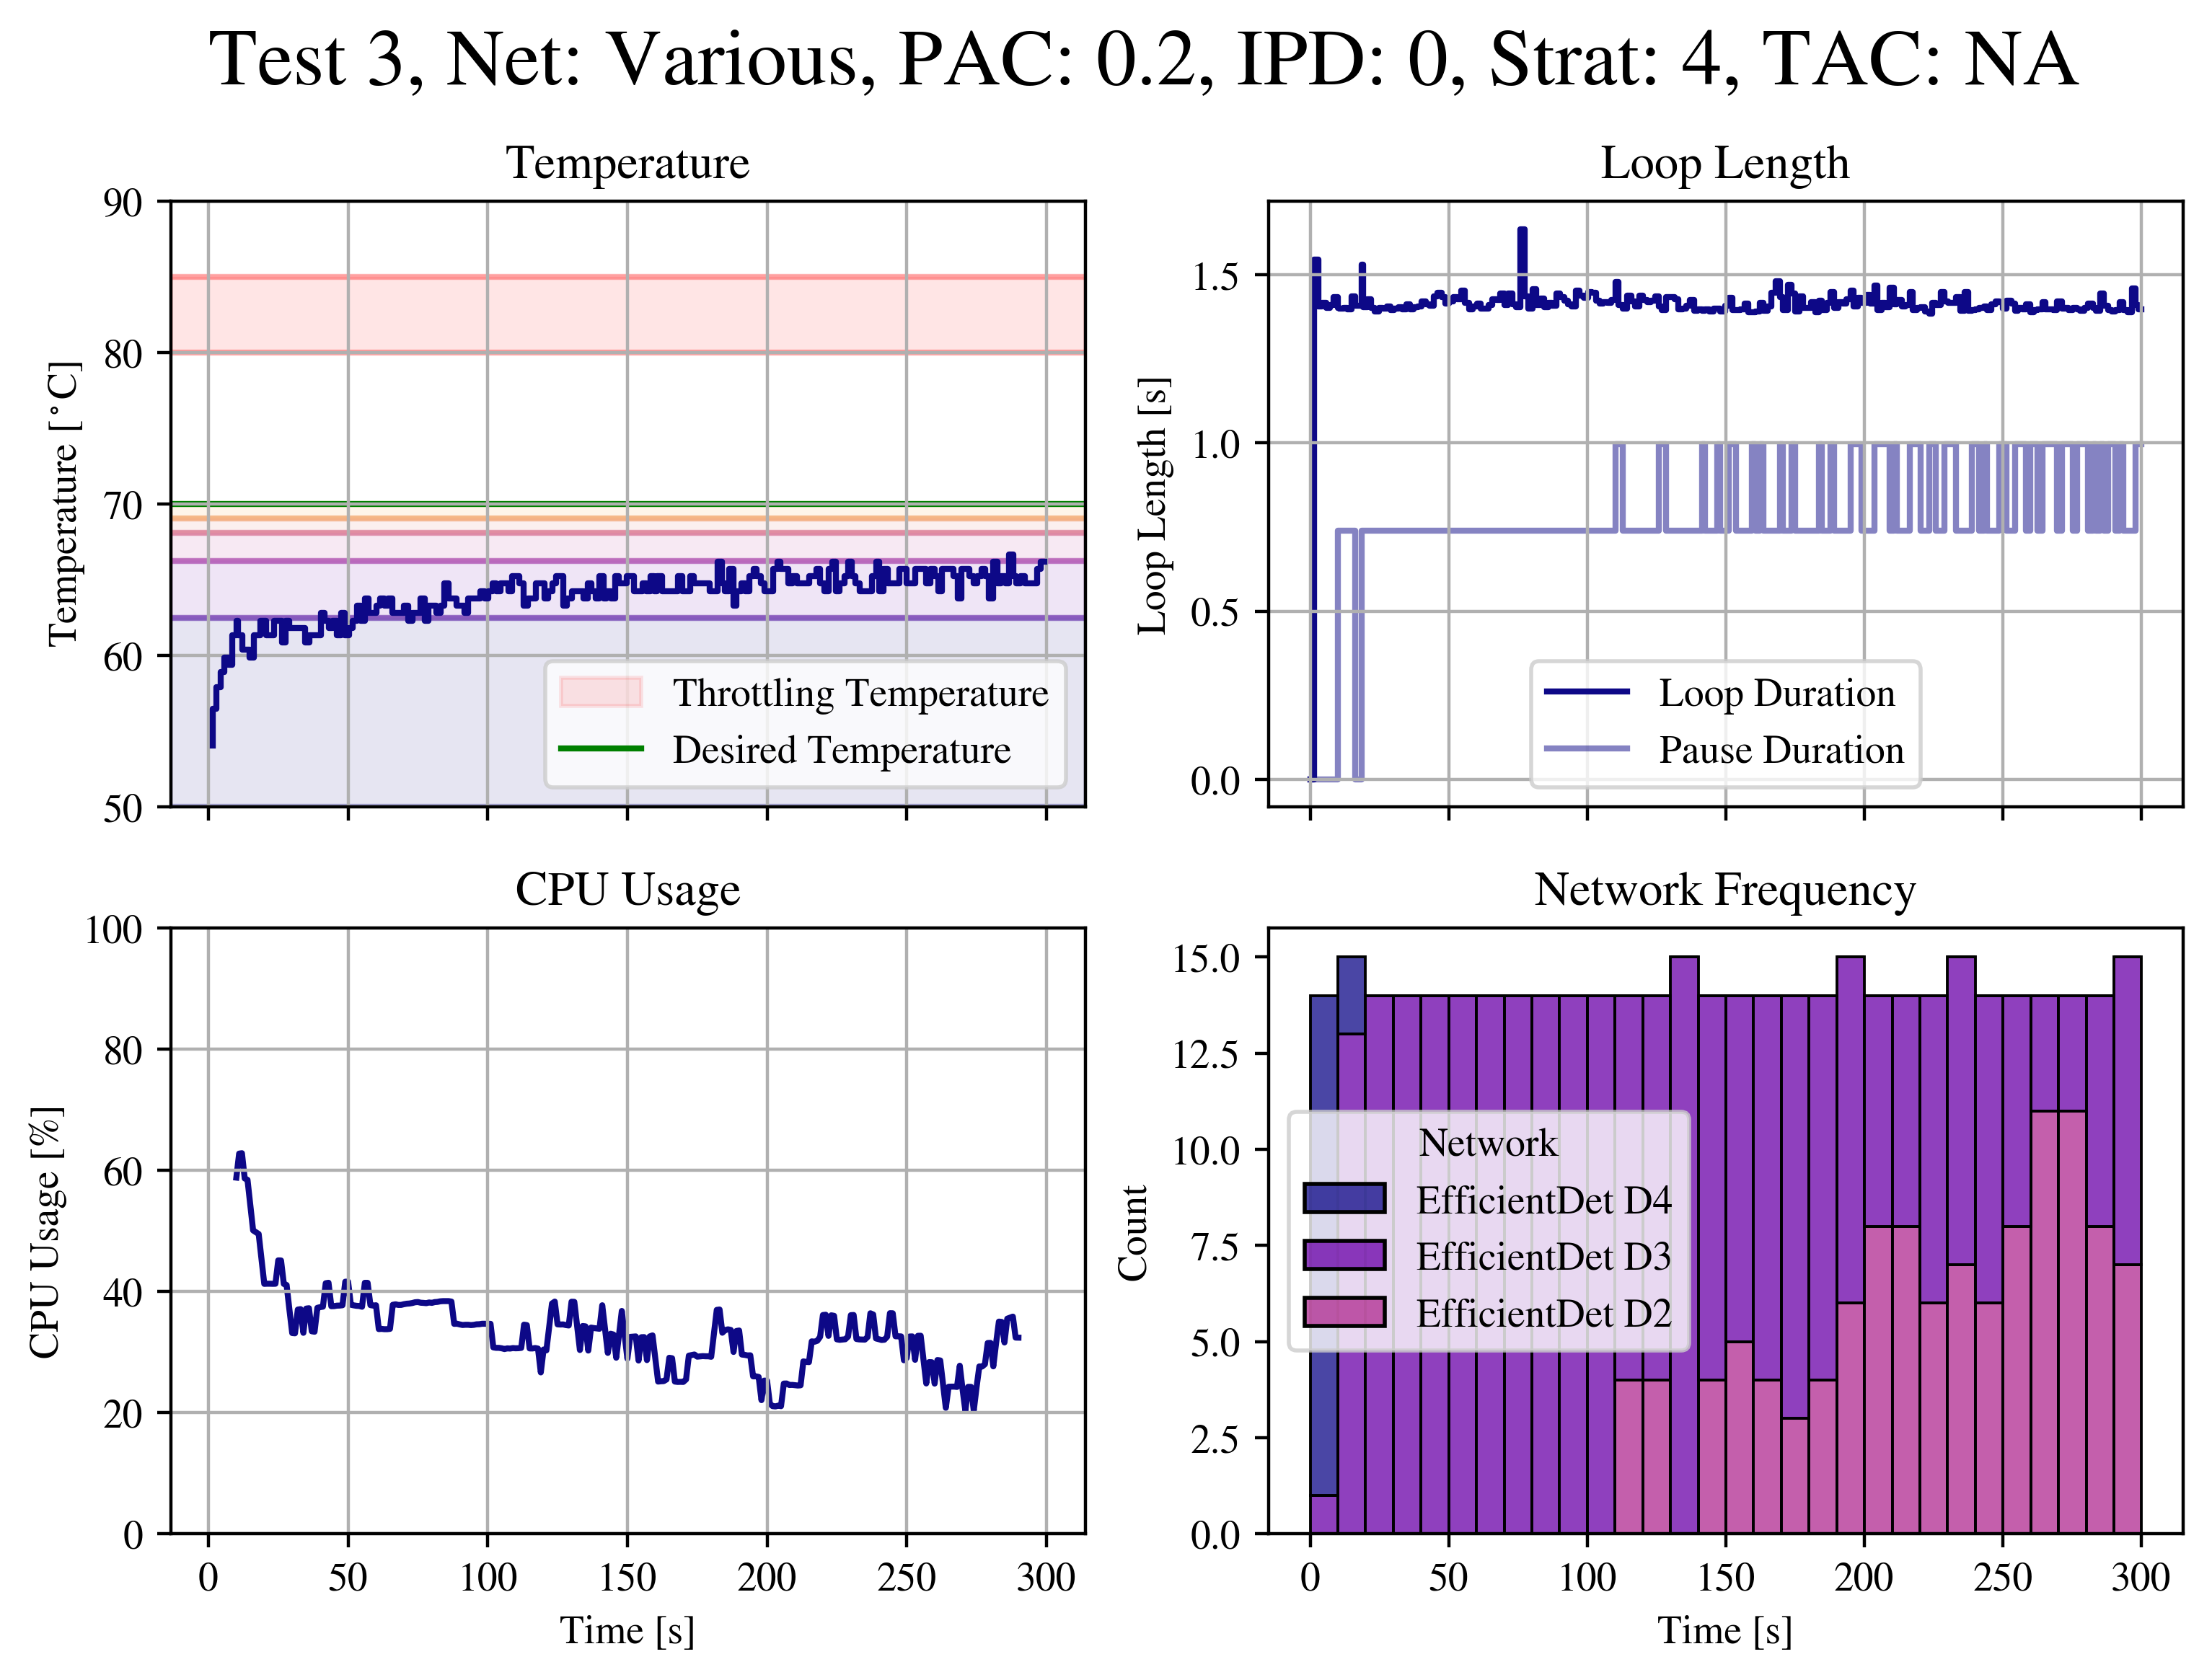 Test 3, Net: Various, PAC: 0.2, IPD: 0, Strat: 4, TAC: NA
Temperature
90
80
70
60
50
Temperature [°C]
Throttling Temperature
Desired Temperature
Loop Length
1.5
1.0
0.5
0.0
Loop Length [s]
Loop Duration
Pause Duration
CPU Usage
100
80
60
40
20
0
CPU Usage [%]
0 50 100 150 200 250 300
Time [s]
Network Frequency
15.0
12.5
10.0
7.5
5.0
2.5
0.0
Count
Network
EfficientDet D4
EfficientDet D3
EfficientDet D2
0 50 100 150 200 250 300
Time [s]